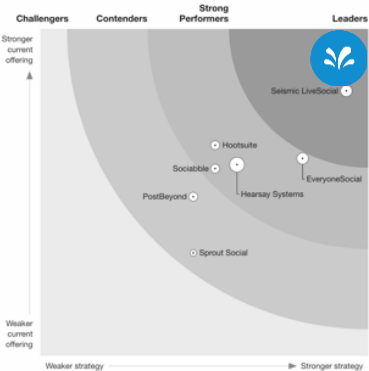 Challengers
Contenders
Strong
Performers
Leaders
Stronger
current
offering
Seismic LiveSocial
Hootsuite
Sociabble
EveryoneSocial
PostBeyond
Hearsay Systems
Sprout Social
Weaker
current
offering
Weaker strategy
Stronger strategy